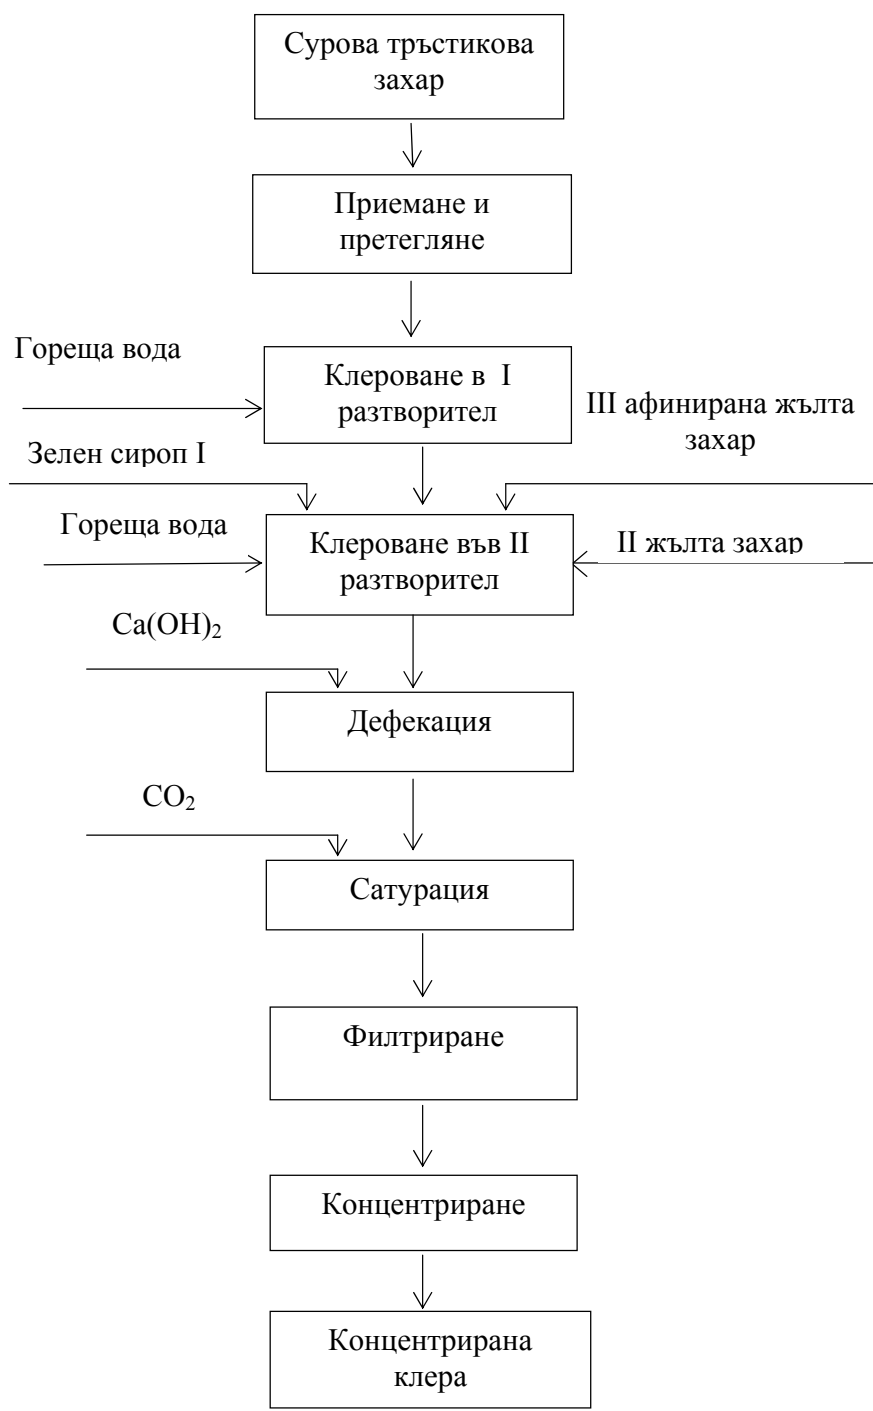 Сурова тръстикова
захар
Приемане и
претегляне
Гореща вода
Клероване в I
разтворител
III афинирана жълта
захар
Зелен сироп I
Гореща вода
Клероване във II
разтворител
II жълта захар
Ca(OH)2
Дефекация
CO2
Сатурация
Филтриране
Концентриране
Концентрирана
клера